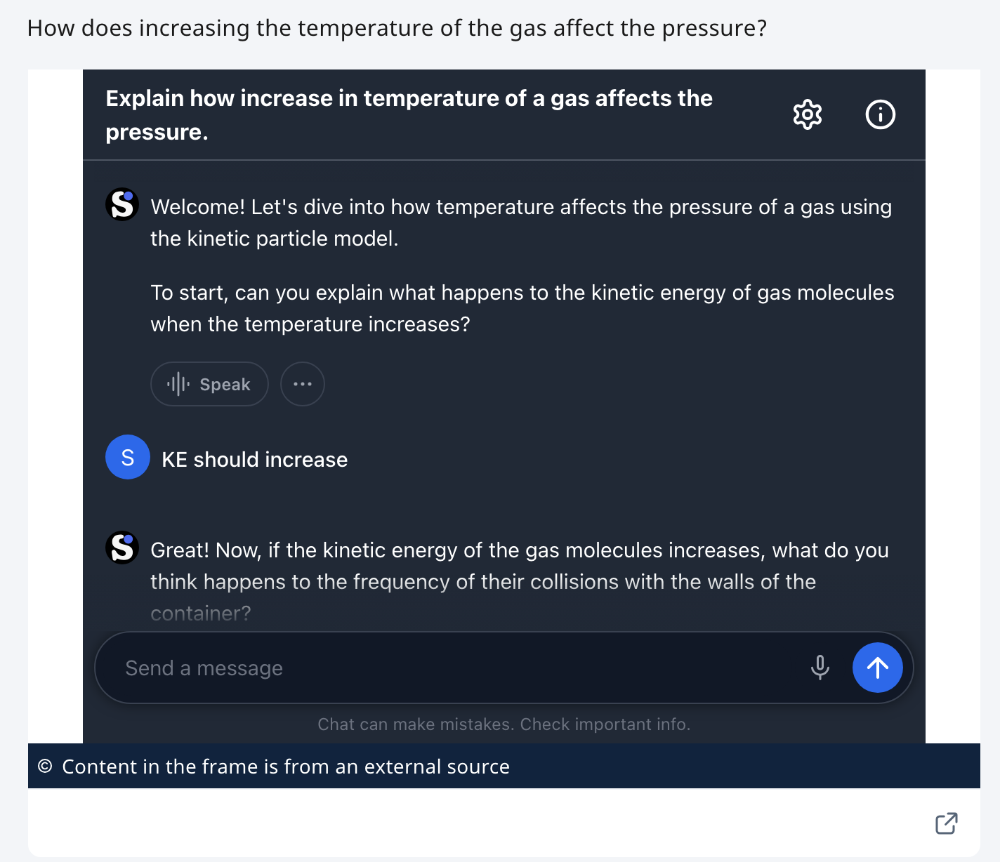 How does increasing the temperature of the gas affect the pressure?
Explain how increase in temperature of a gas affects the
pressure.
Welcome! Let's dive into how temperature affects the pressure of a gas using
the kinetic particle model.
To start, can you explain what happens to the kinetic energy of gas molecules
when the temperature increases?
Speak
S KE should increase
Great! Now, if the kinetic energy of the gas molecules increases, what do you
think happens to the frequency of their collisions with the walls of the
container?
Send a message
Chat can make mistakes. Check important info.
© Content in the frame is from an external source